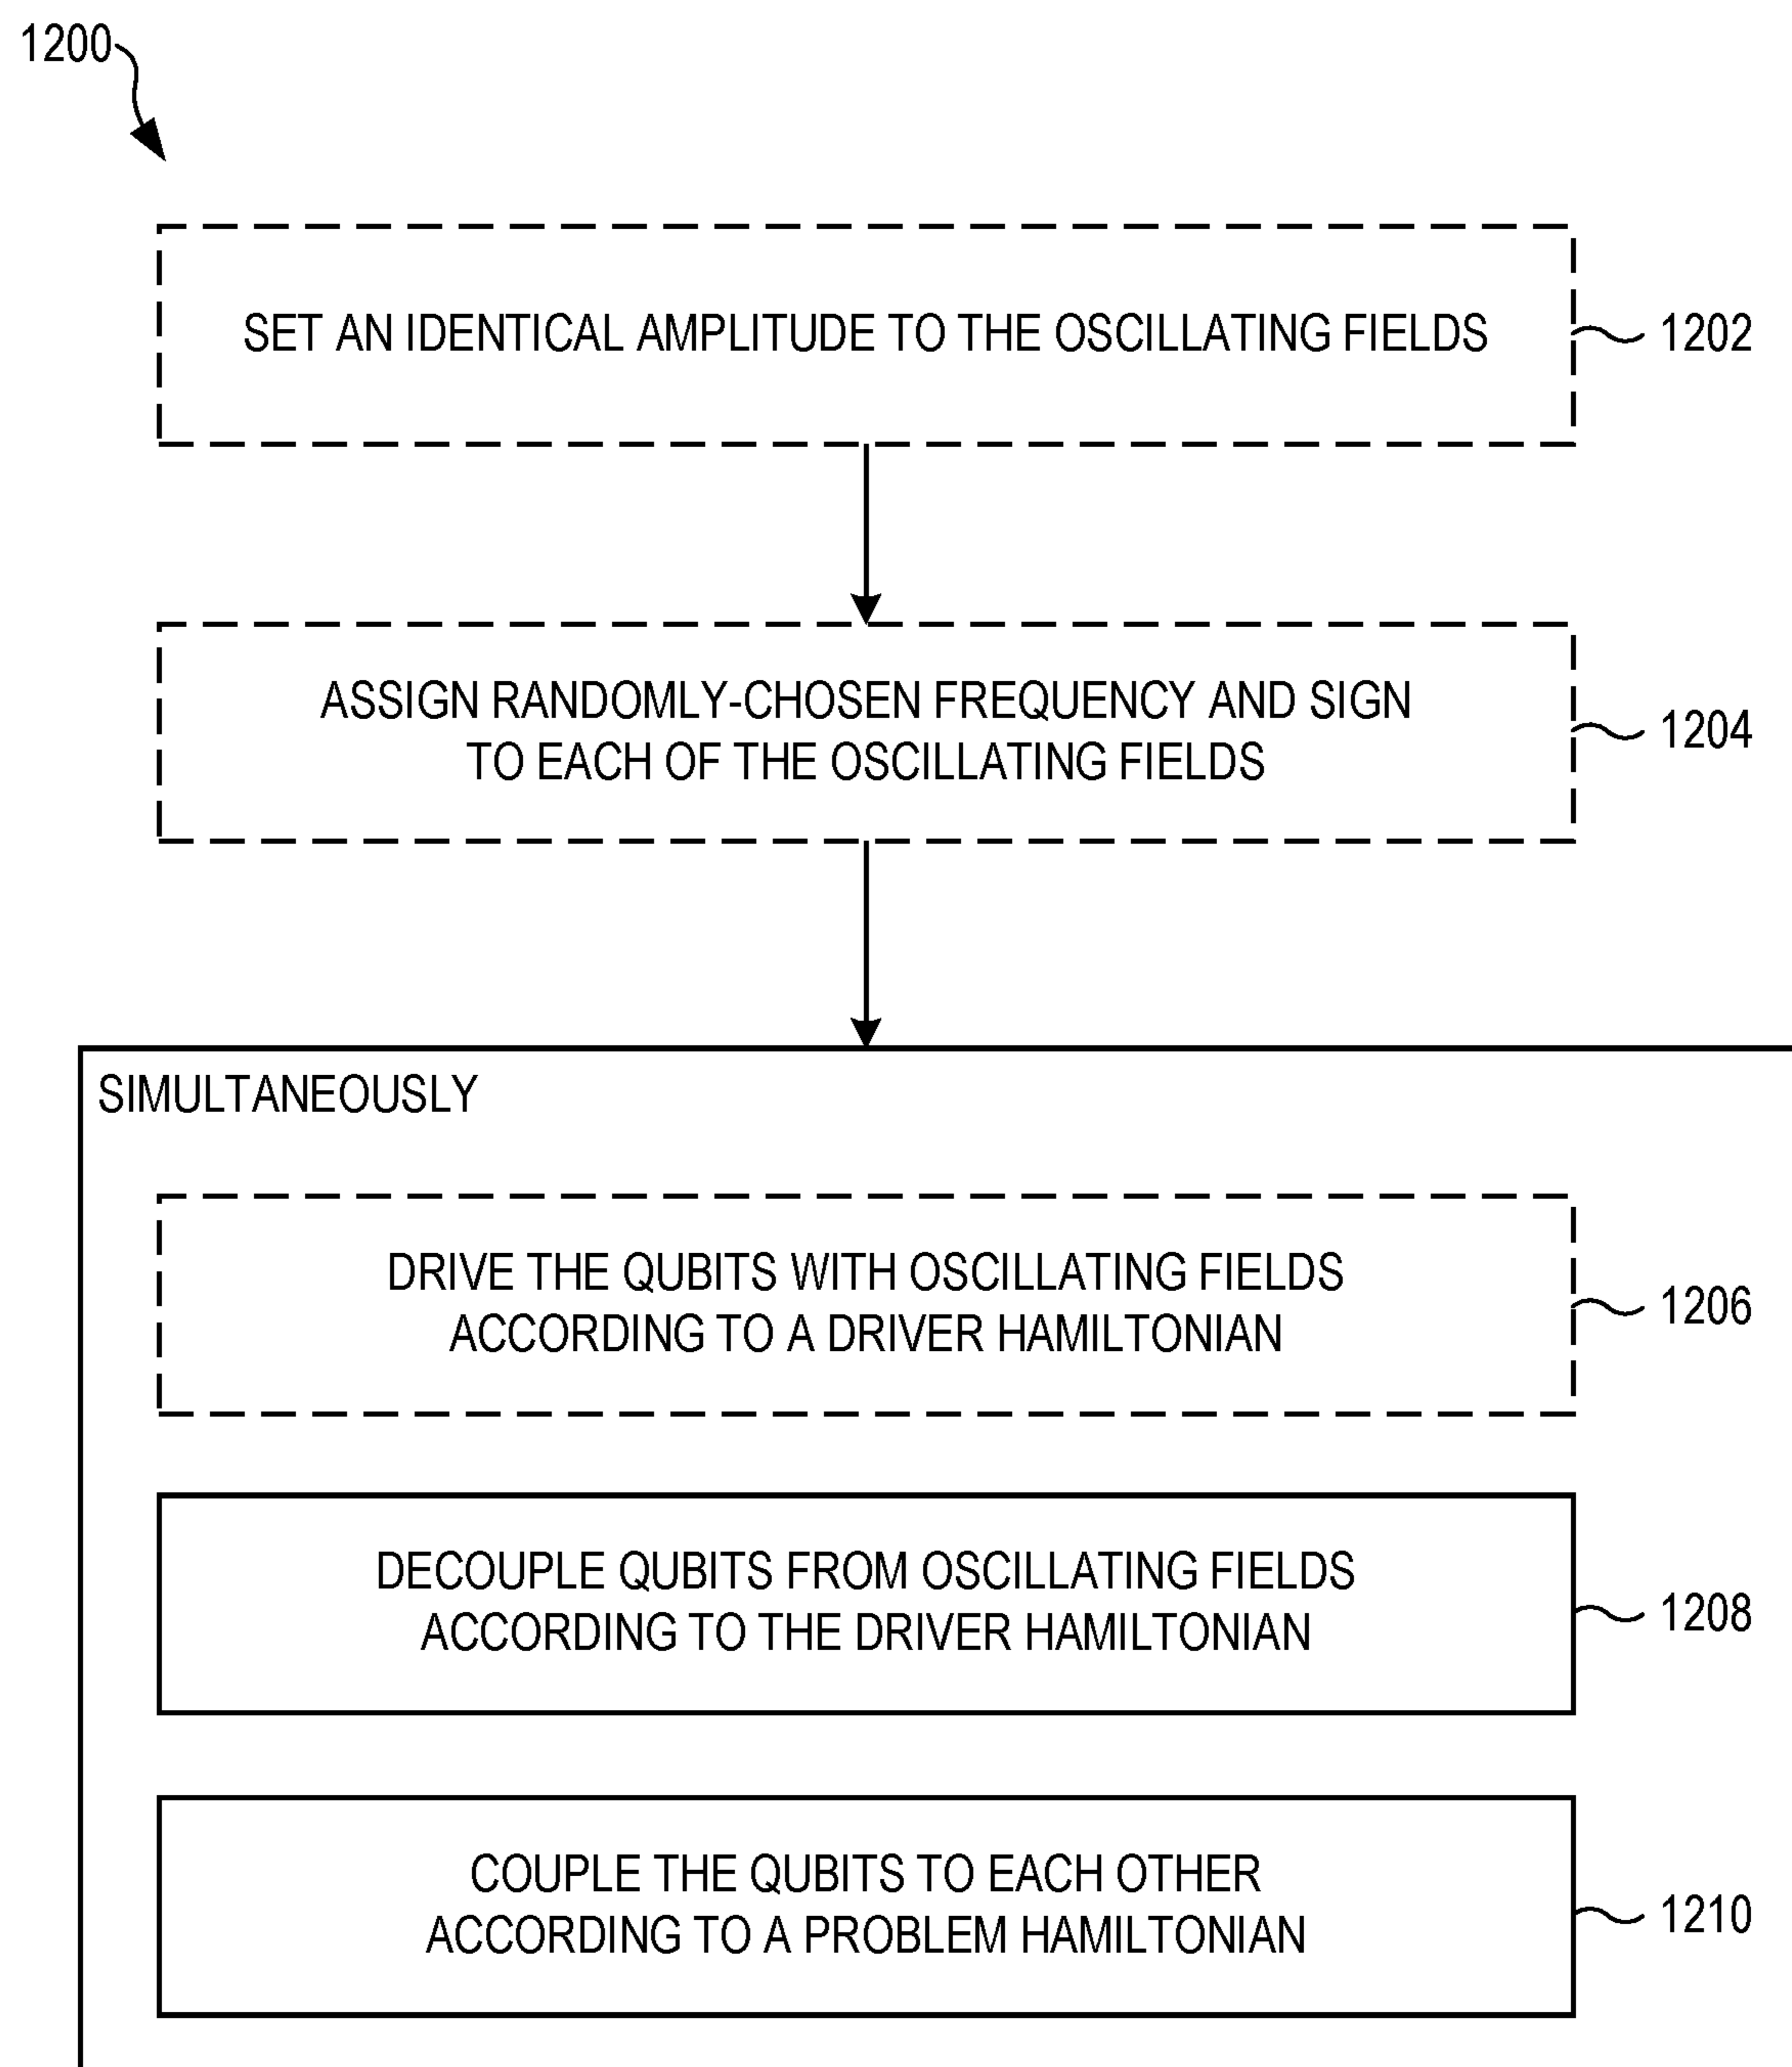 1200
SET AN IDENTICAL AMPLITUDE TO THE OSCILLATING FIELDS
1202
ASSIGN RANDOMLY-CHOSEN FREQUENCY AND SIGN
TO EACH OF THE OSCILLATING FIELDS
1204
SIMULTANEOUSLY
DRIVE THE QUBITS WITH OSCILLATING FIELDS
ACCORDING TO A DRIVER HAMILTONIAN
1206
DECOUPLE QUBITS FROM OSCILLATING FIELDS
ACCORDING TO THE DRIVER HAMILTONIAN
1208
COUPLE THE QUBITS TO EACH OTHER
ACCORDING TO A PROBLEM HAMILTONIAN
1210